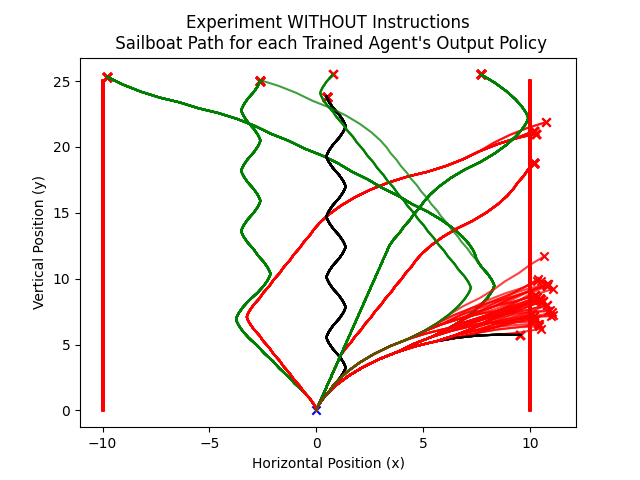 Experiment WITHOUT Instructions
Sailboat Path for each Trained Agent's Output Policy
25
20
15
10
5
0
Vertical Position (y)
−10
−5
0
5
10
Horizontal Position (x)